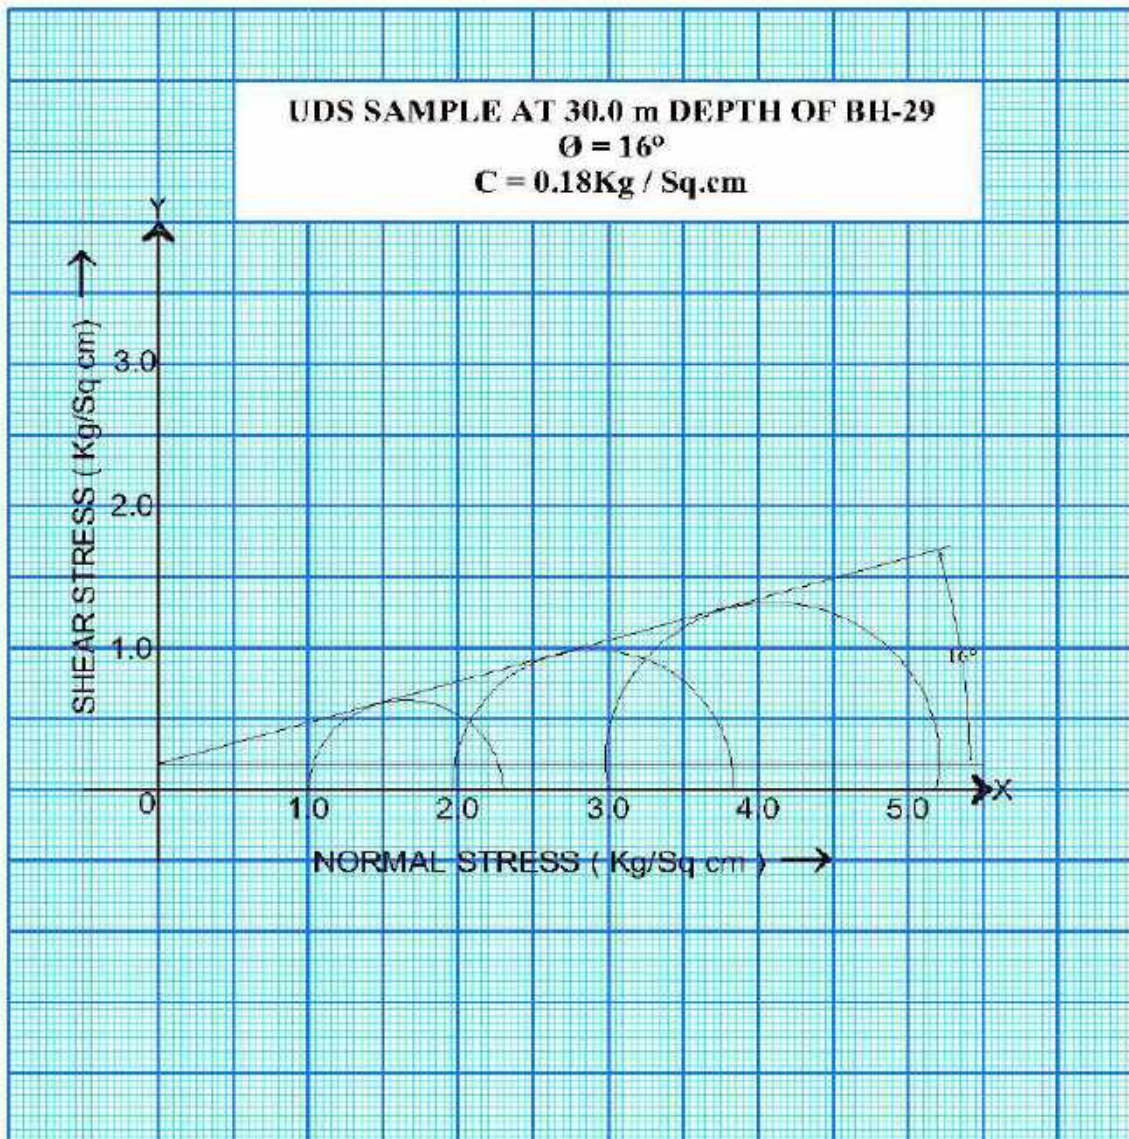 UDS SAMPLE AT 30.0 m DEPTH OF BH-29
Ø = 16°
C = 0.18Kg / Sq.cm
Y
SHEAR STRESS ( Kg/Sq cm)
3.0
2.0
1.0
16°
0
1.0
2.0
3.0
4.0
5.0
X
NORMAL STRESS ( Kg/Sq cm )